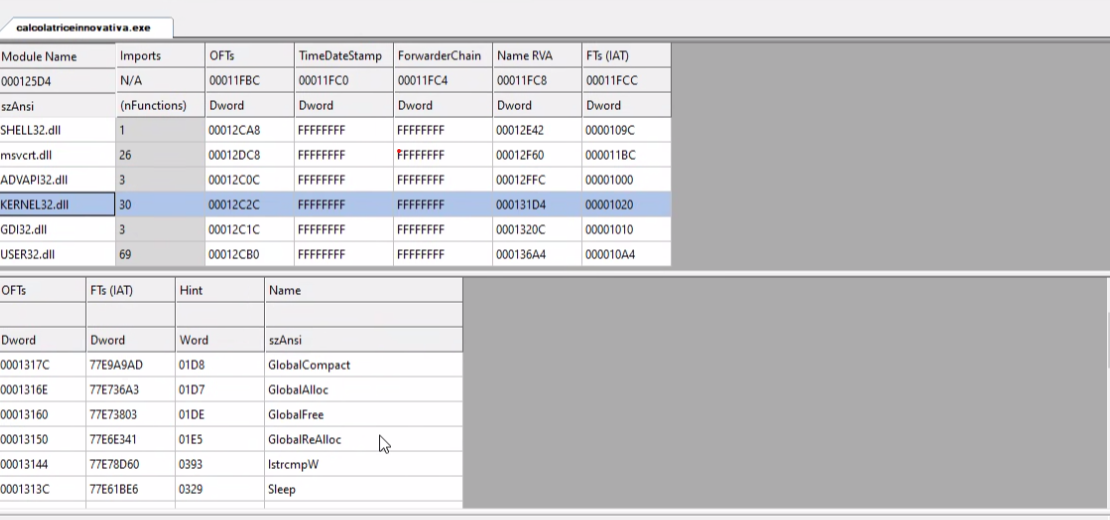 calcolatriceinnovativa.exe
Module Name Imports OFTs TimeDateStamp ForwarderChain Name RVA FTs (IAT)
000125D4 N/A 00011FBC 00011FC0 00011FC4 00011FC8 00011FCC
szAnsi (nFunctions) Dword Dword Dword Dword Dword
SHELL32.dll 1 00012CA8 FFFFFFFF FFFFFFFF 00012E42 0000109C
msvcrt.dll 26 00012DC8 FFFFFFFF FFFFFFFF 00012F60 000011BC
ADVAPI32.dll 3 00012C0C FFFFFFFF FFFFFFFF 00012FFC 00001000
KERNEL32.dll 30 00012C2C FFFFFFFF FFFFFFFF 000131D4 00001020
GDI32.dll 3 00012C1C FFFFFFFF FFFFFFFF 0001320C 00001010
USER32.dll 69 00012CB0 FFFFFFFF FFFFFFFF 000136A4 000010A4
OFTs FTs (IAT) Hint Name
Dword Dword Word szAnsi
0001317C 77E9A9AD 01D8 GlobalCompact
0001316E 77E736A3 01D7 GlobalAlloc
00013160 77E73803 01DE GlobalFree
00013150 77E6E341 01E5 GlobalReAlloc
00013144 77E78D60 0393 lstrcmpW
0001313C 77E61BE6 0329 Sleep